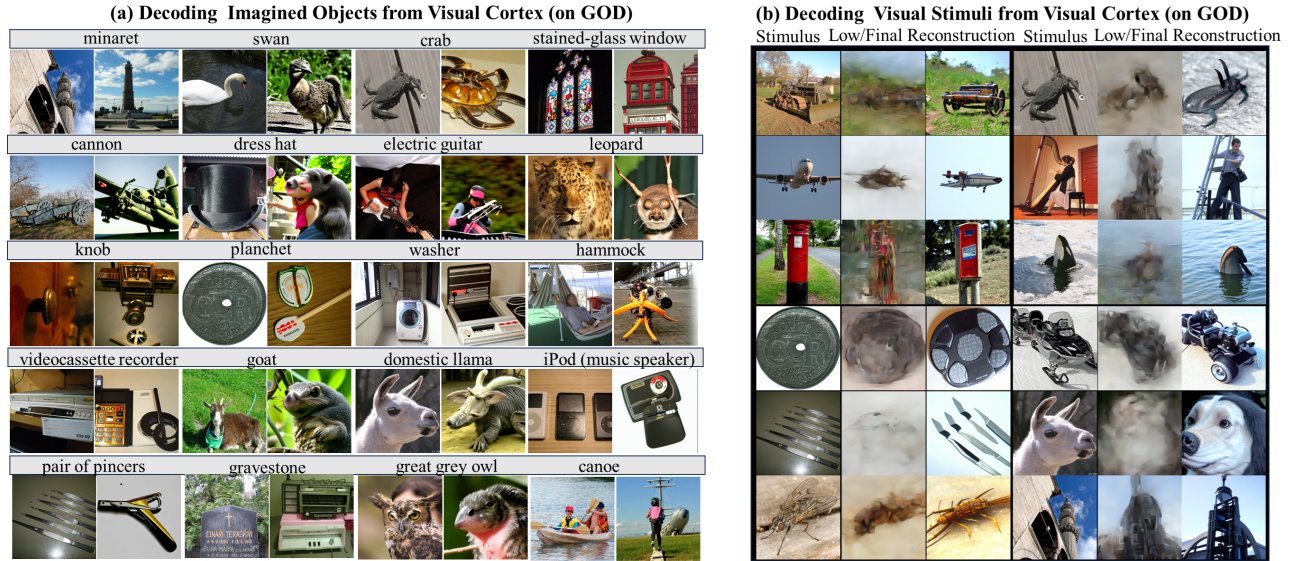 (a) Decoding Imagined Objects from Visual Cortex (on GOD)
minaret swan crab stained-glass window
cannon dress hat electric guitar leopard
knob planchet washer hammock
videocassette recorder goat domestic llama iPod (music speaker)
pair of pincers gravestone great grey owl canoe
EINARI TERASKIVI
(b) Decoding Visual Stimuli from Visual Cortex (on GOD)
Stimulus Low/Final Reconstruction Stimulus Low/Final Reconstruction